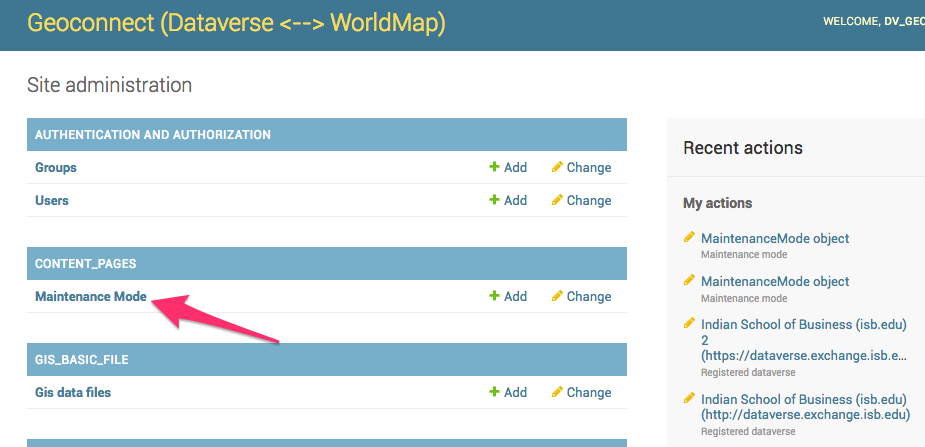 Geoconnect (Dataverse <--> WorldMap)
WELCOME, DV_GEO
Site administration
AUTHENTICATION AND AUTHORIZATION
Groups Add Change
Users Add Change
CONTENT_PAGES
Maintenance Mode Add Change
GIS_BASIC_FILE
Gis data files Add Change
Recent actions
My actions
MaintenanceMode object
Maintenance mode
MaintenanceMode object
Maintenance mode
Indian School of Business (isb.edu)
2
(https://dataverse.exchange.isb.e...
Registered dataverse
Indian School of Business (isb.edu)
(http://dataverse.exchange.isb.edu)
Registered dataverse